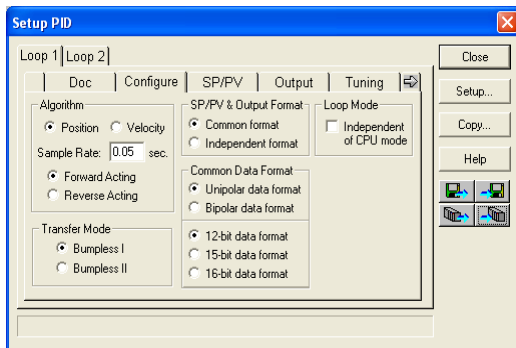 Setup PID
Loop 1 Loop 2
Doc Configure SP/PV Output Tuning
Algorithm
Position Velocity
Sample Rate: 0.05 sec.
Forward Acting
Reverse Acting
Transfer Mode
Bumpless I
Bumpless II
SP/PV & Output Format
Common format
Independent format
Common Data Format
Unipolar data format
Bipolar data format
12-bit data format
15-bit data format
16-bit data format
Loop Mode
Independent
of CPU mode
Close
Setup...
Copy...
Help